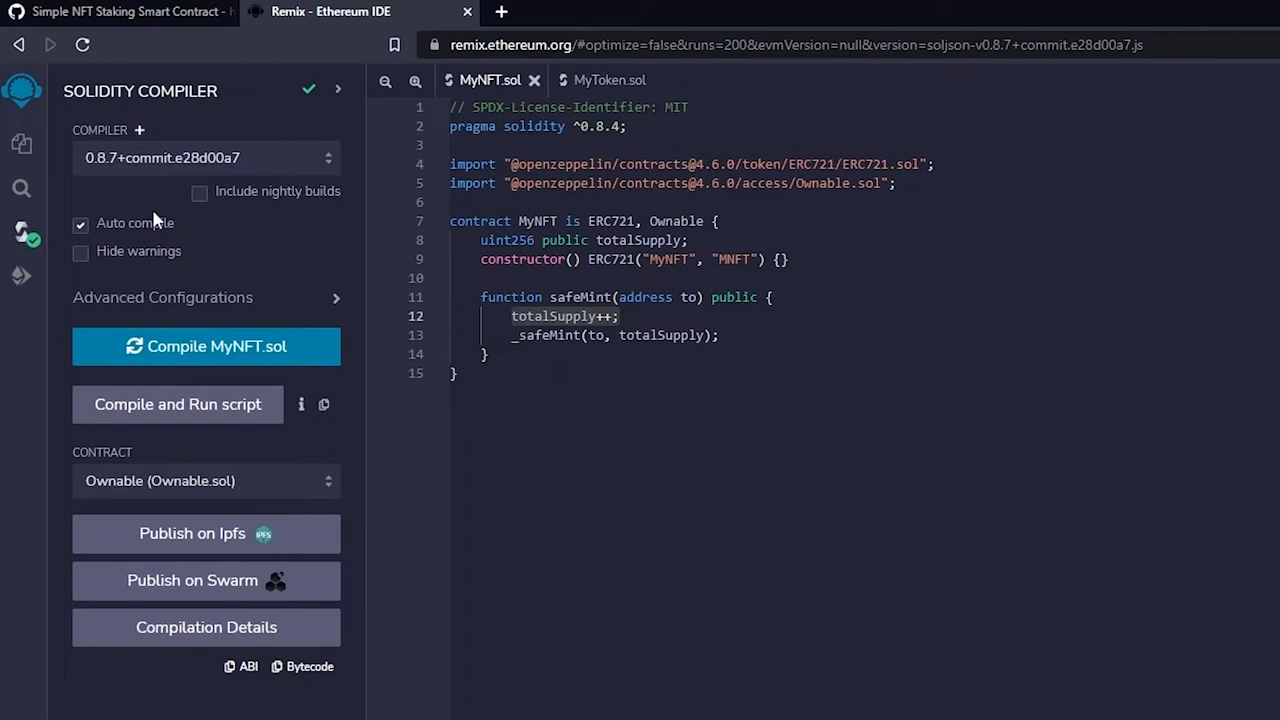 Simple NFT Staking Smart Contract -
Remix - Ethereum IDE
remix.ethereum.org/#optimize=false&runs=200&evmVersion=null&version=soljson-v0.8.7+commit.e28d00a7.js
SOLIDITY COMPILER
COMPILER +
0.8.7+commit.e28d00a7
Include nightly builds
Auto compile
Hide warnings
Advanced Configurations
Compile MyNFT.sol
Compile and Run script
CONTRACT
Ownable (Ownable.sol)
Publish on Ipfs
IPFS
Publish on Swarm
Compilation Details
ABI
Bytecode
MyNFT.sol
MyToken.sol
1 // SPDX-License-Identifier: MIT
2 pragma solidity ^0.8.4;
3
4 import "@openzeppelin/contracts@4.6.0/token/ERC721/ERC721.sol";
5 import "@openzeppelin/contracts@4.6.0/access/Ownable.sol";
6
7 contract MyNFT is ERC721, Ownable {
8 uint256 public totalSupply;
9 constructor() ERC721("MyNFT", "MNFT") {}
10
11 function safeMint(address to) public {
12 totalSupply++;
13 _safeMint(to, totalSupply);
14 }
15 }